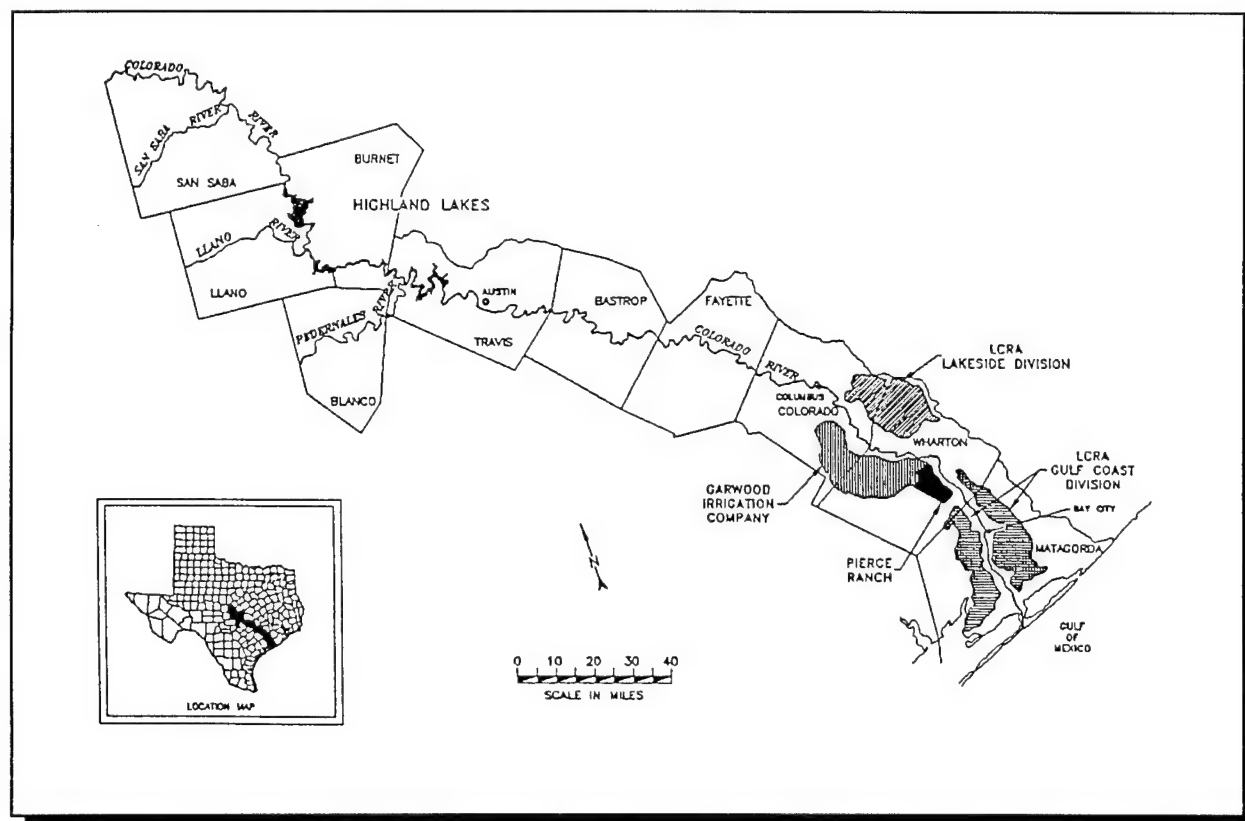 COLORADO
RIVER
SAN SABA RIVER
SAN SABA
BURNET
HIGHLAND LAKES
LLANO RIVER
LLANO
PEDERNALES RIVER
BLANCO
AUSTIN
TRAVIS
BASTROP
FAYETTE
COLORADO RIVER
COLUMBUS
COLORADO
LCRA
LAKESIDE DIVISION
WHARTON
LCRA
GULF COAST
DIVISION
BAY CITY
MATAGORDA
GARWOOD
IRRIGATION
COMPANY
PIERCE
RANCH
GULF
OF
MEXICO
N
0 10 20 30 40
SCALE IN MILES
LOCATION MAP